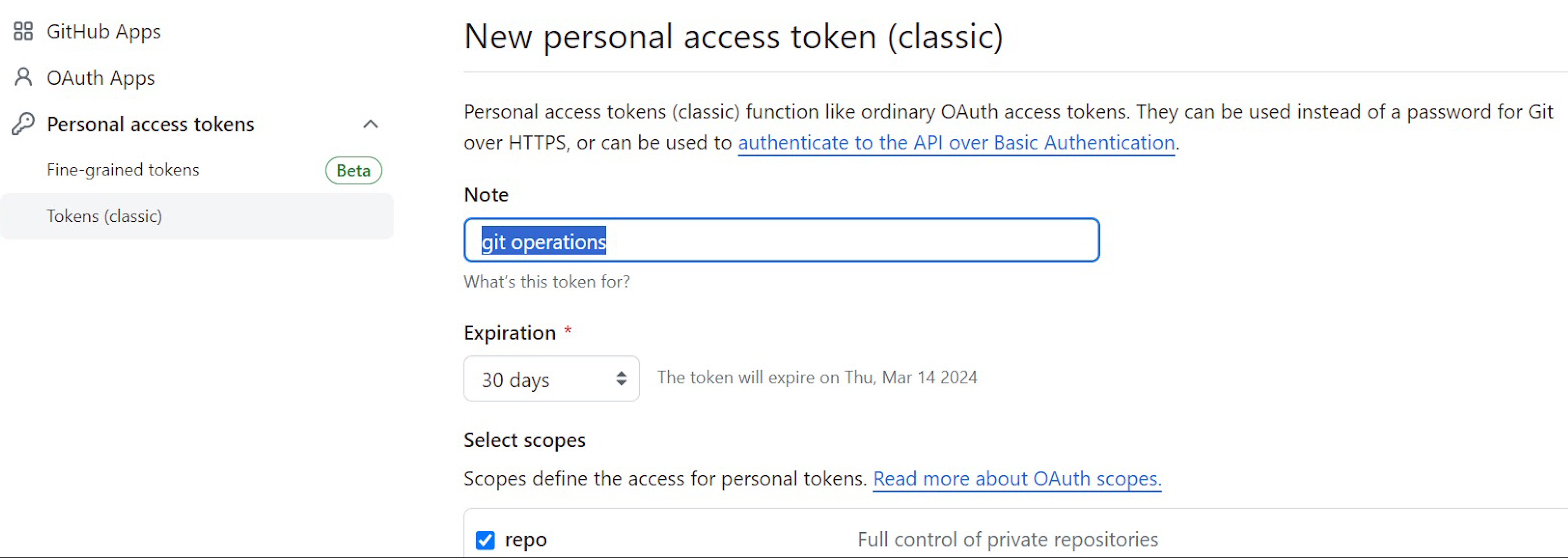 GitHub Apps
OAuth Apps
Personal access tokens
Fine-grained tokens Beta
Tokens (classic)
New personal access token (classic)
Personal access tokens (classic) function like ordinary OAuth access tokens. They can be used instead of a password for Git
over HTTPS, or can be used to authenticate to the API over Basic Authentication.
Note
git operations
What's this token for?
Expiration *
30 days The token will expire on Thu, Mar 14 2024
Select scopes
Scopes define the access for personal tokens. Read more about OAuth scopes.
repo Full control of private repositories